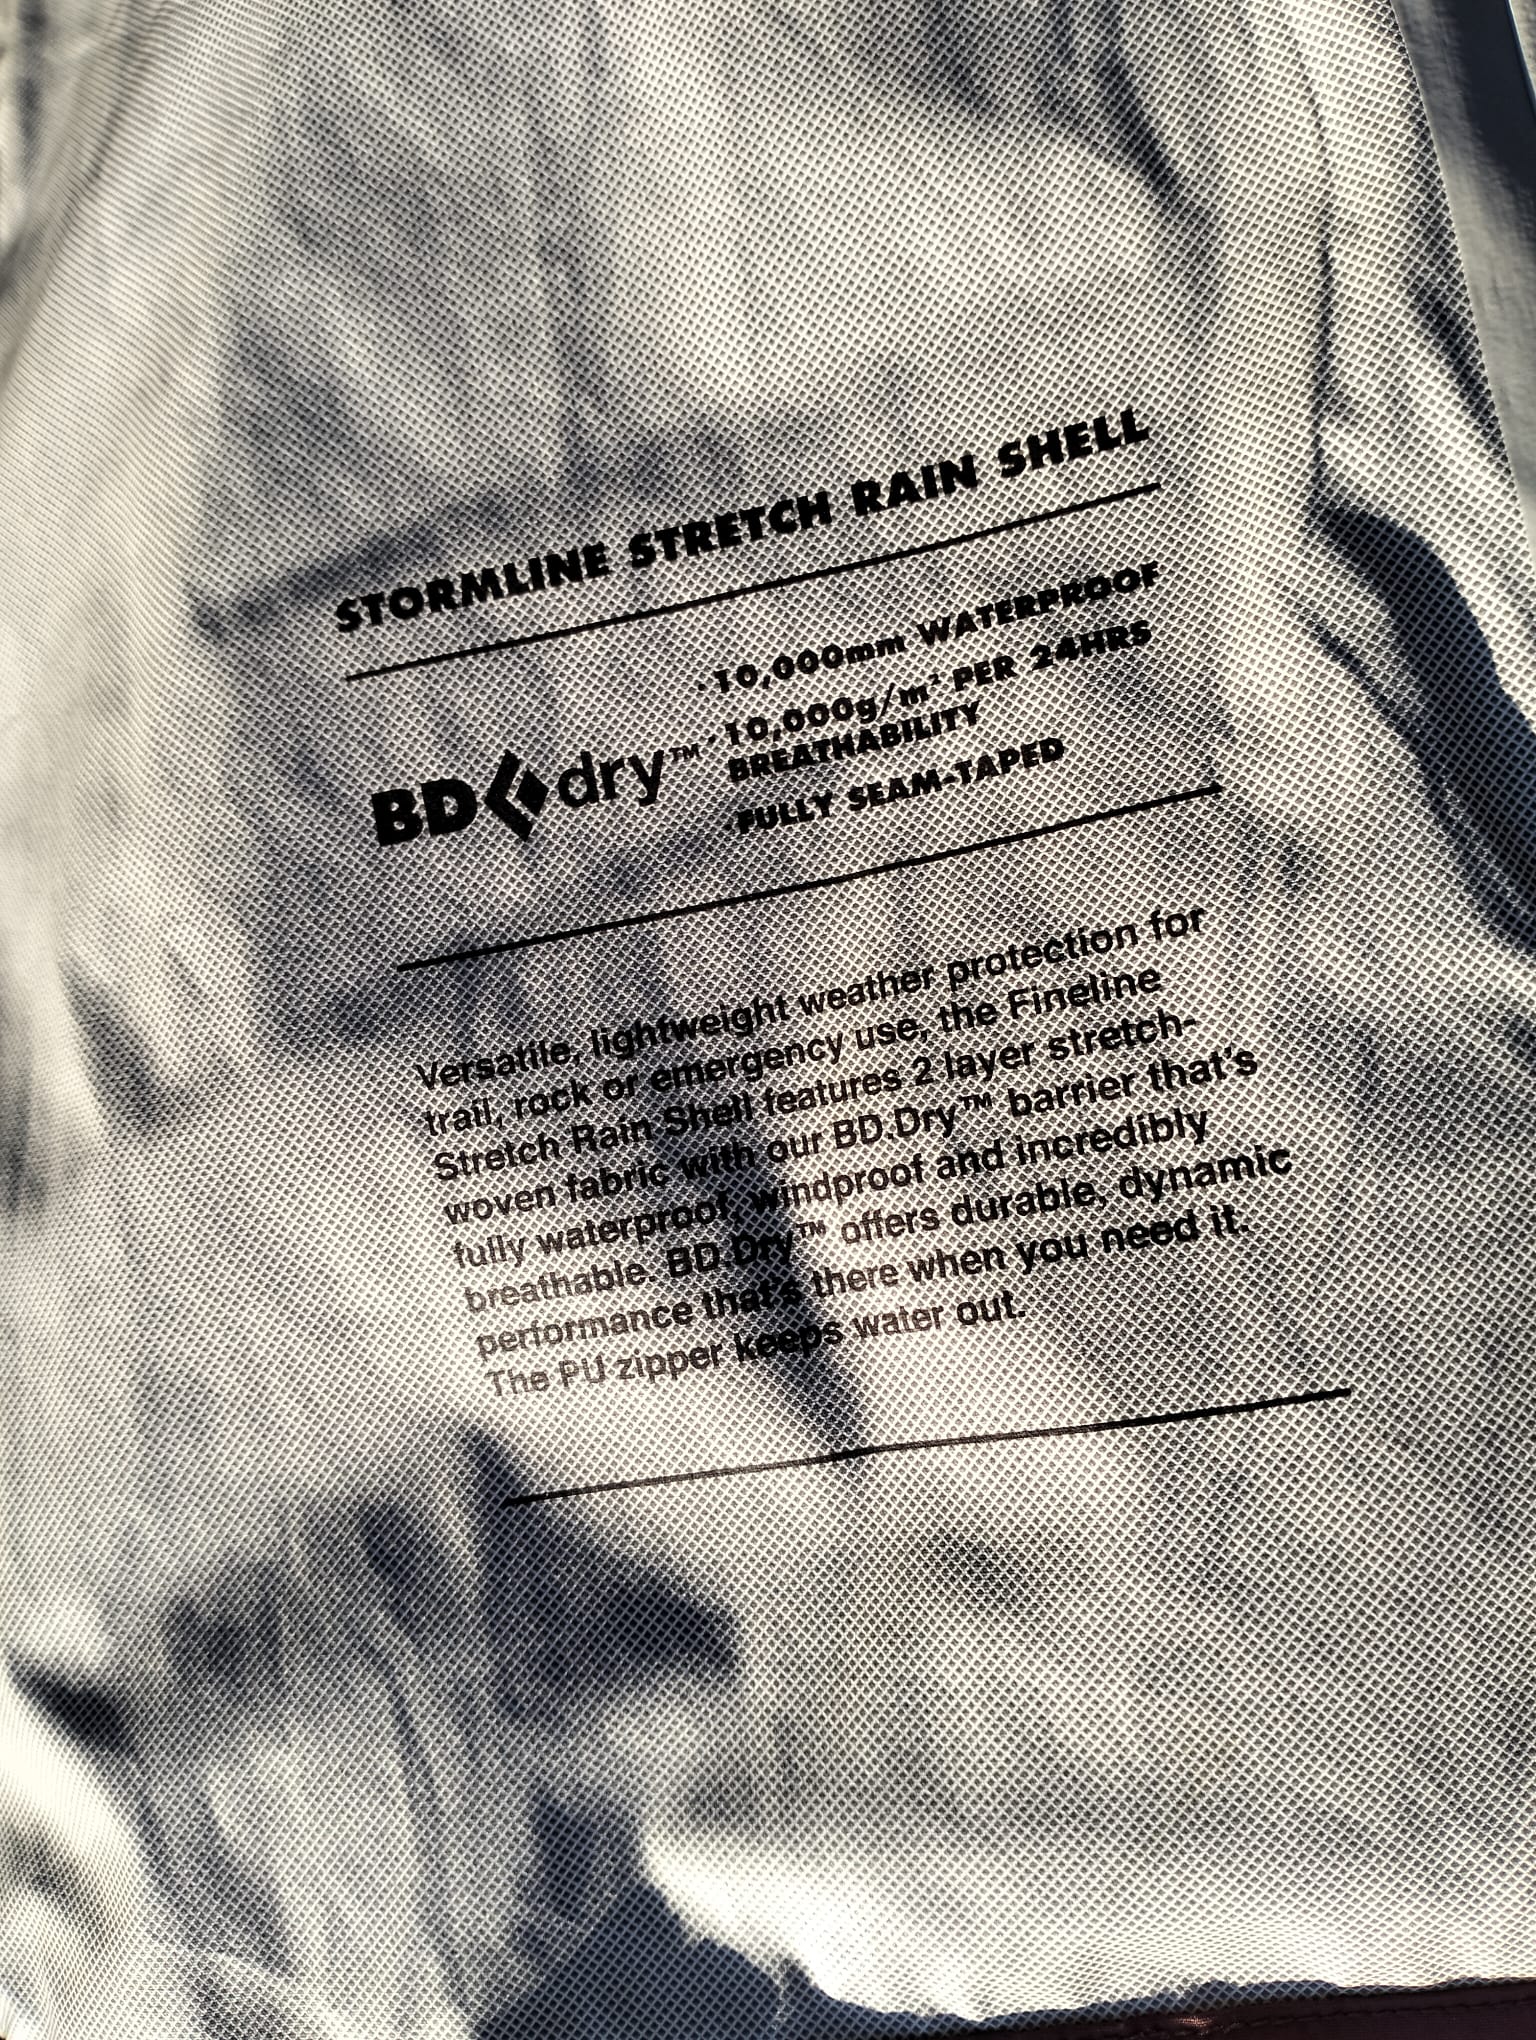 STORMLINE STRETCH RAIN SHELL
BD dry™
· 10,000mm WATERPROOF
· 10,000g/m² PER 24HRS
BREATHABILITY
· FULLY SEAM-TAPED
Versatile, lightweight weather protection for
trail, rock or emergency use, the Fineline
Stretch Rain Shell features 2 layer stretch-
woven fabric with our BD.Dry™ barrier that's
fully waterproof, windproof and incredibly
breathable. BD.Dry™ offers durable, dynamic
performance that's there when you need it.
The PU zipper keeps water out.